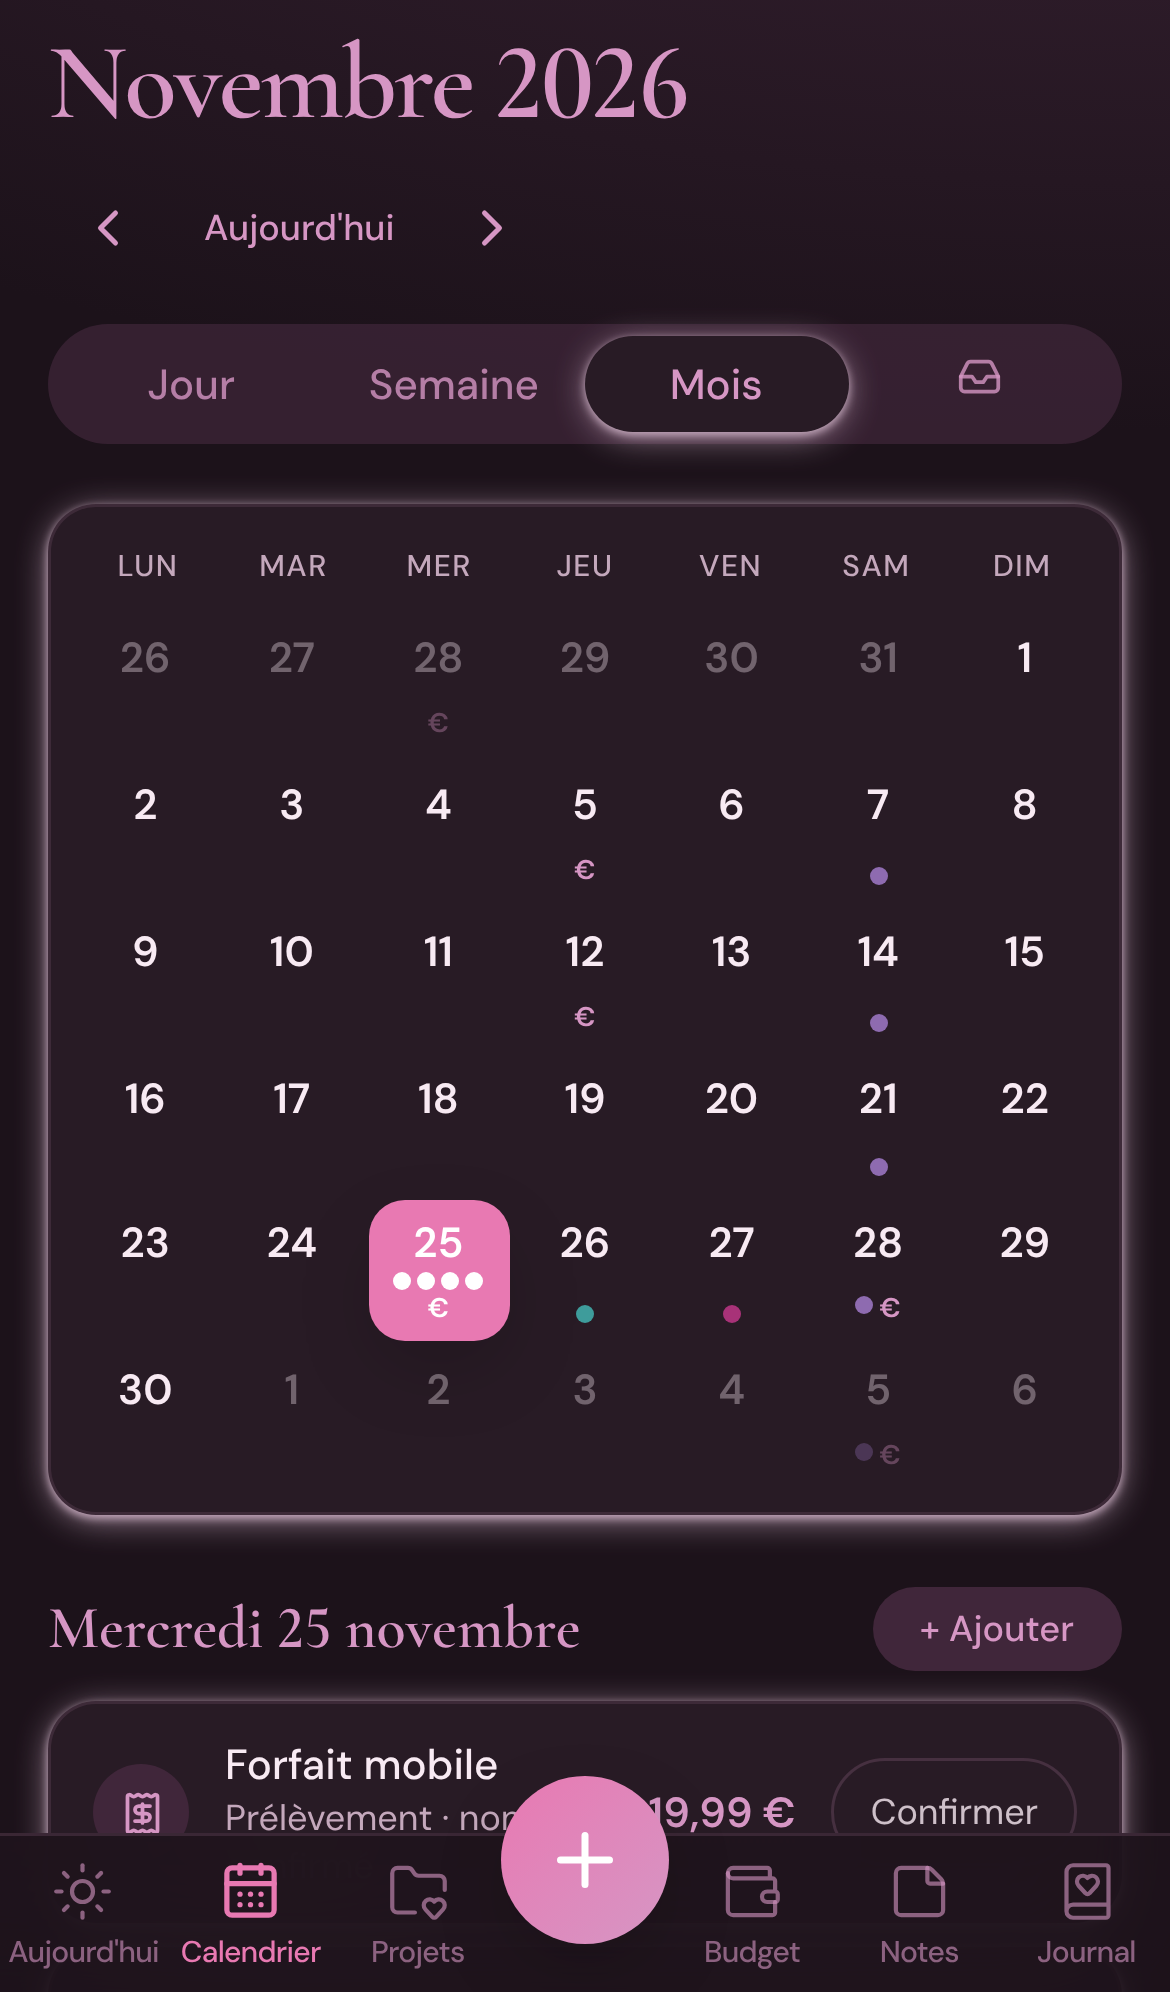 Novembre 2026
Aujourd'hui
Jour Semaine Mois
LUN MAR MER JEU VEN SAM DIM
26 27 28 29 30 31 1
€
2 3 4 5 6 7 8
€
9 10 11 12 13 14 15
€
16 17 18 19 20 21 22
23 24 25 26 27 28 29
€ €
30 1 2 3 4 5 6
€
Mercredi 25 novembre + Ajouter
Forfait mobile
Prélèvement · 19,99 € Confirmer
Aujourd'hui Calendrier Projets Budget Notes Journal